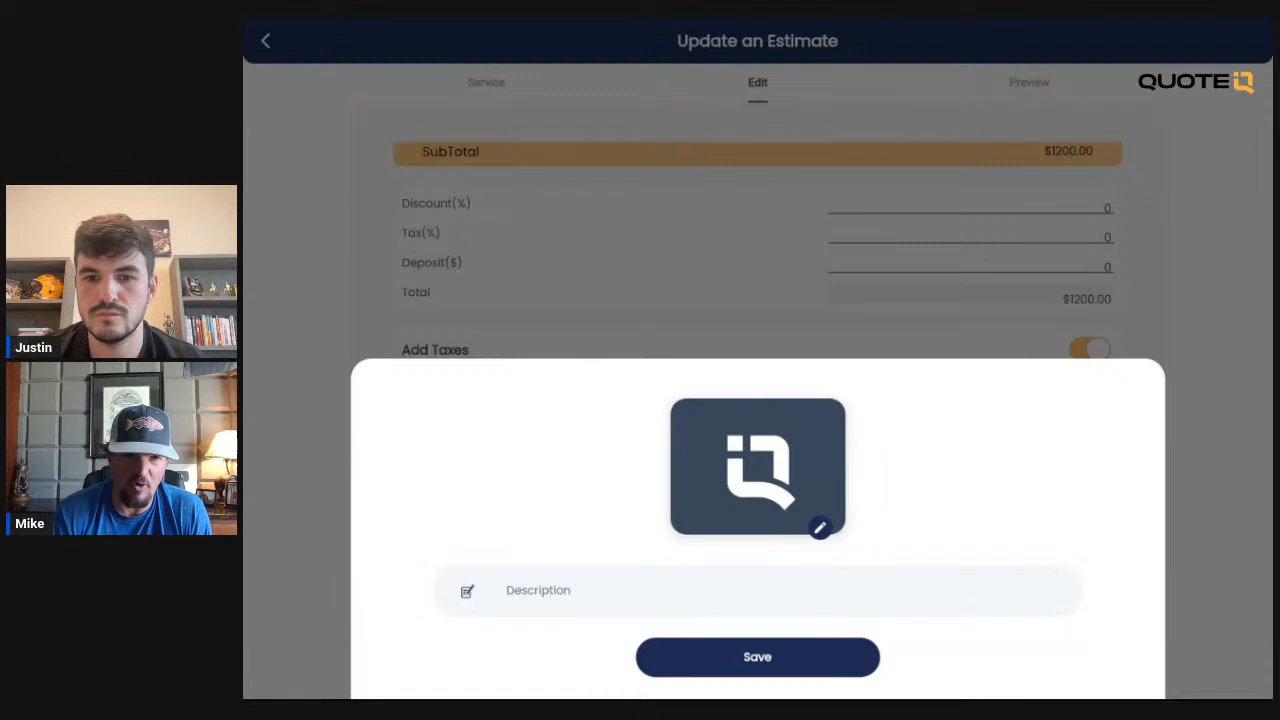 Update an Estimate
Service
Edit
Preview
QUOTE IQ
SubTotal
$1200.00
Discount(%)
0
Tax(%)
0
Deposit($)
0
Total
$1200.00
Add Taxes
Description
Save
Justin
Mike